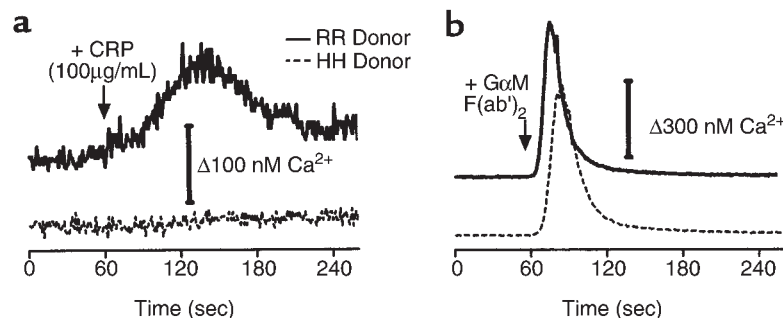 a
+ CRP
(100µg/mL)
RR Donor
HH Donor
Δ100 nM Ca²⁺
0 60 120 180 240
Time (sec)
b
+ GαM
F(ab')₂
Δ300 nM Ca²⁺
0 60 120 180 240
Time (sec)